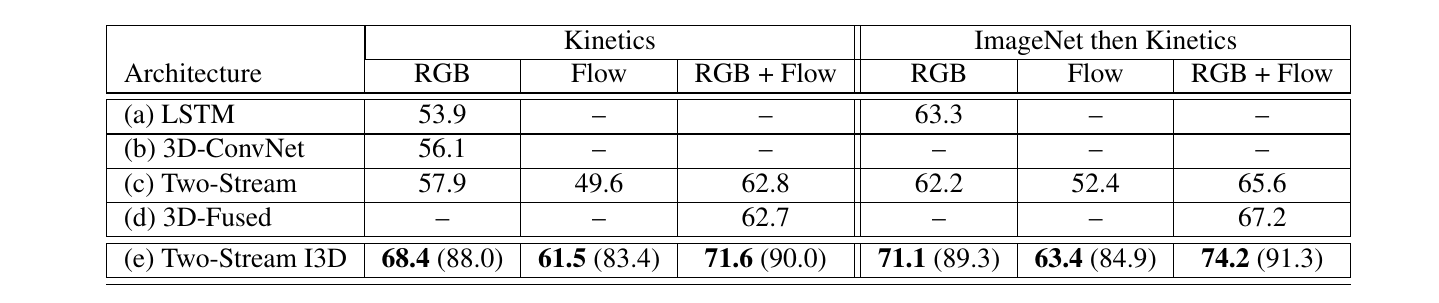 Kinetics ImageNet then Kinetics
Architecture RGB Flow RGB + Flow RGB Flow RGB + Flow
(a) LSTM 53.9 – – 63.3 – –
(b) 3D-ConvNet 56.1 – – – – –
(c) Two-Stream 57.9 49.6 62.8 62.2 52.4 65.6
(d) 3D-Fused – – 62.7 – – 67.2
(e) Two-Stream I3D 68.4 (88.0) 61.5 (83.4) 71.6 (90.0) 71.1 (89.3) 63.4 (84.9) 74.2 (91.3)